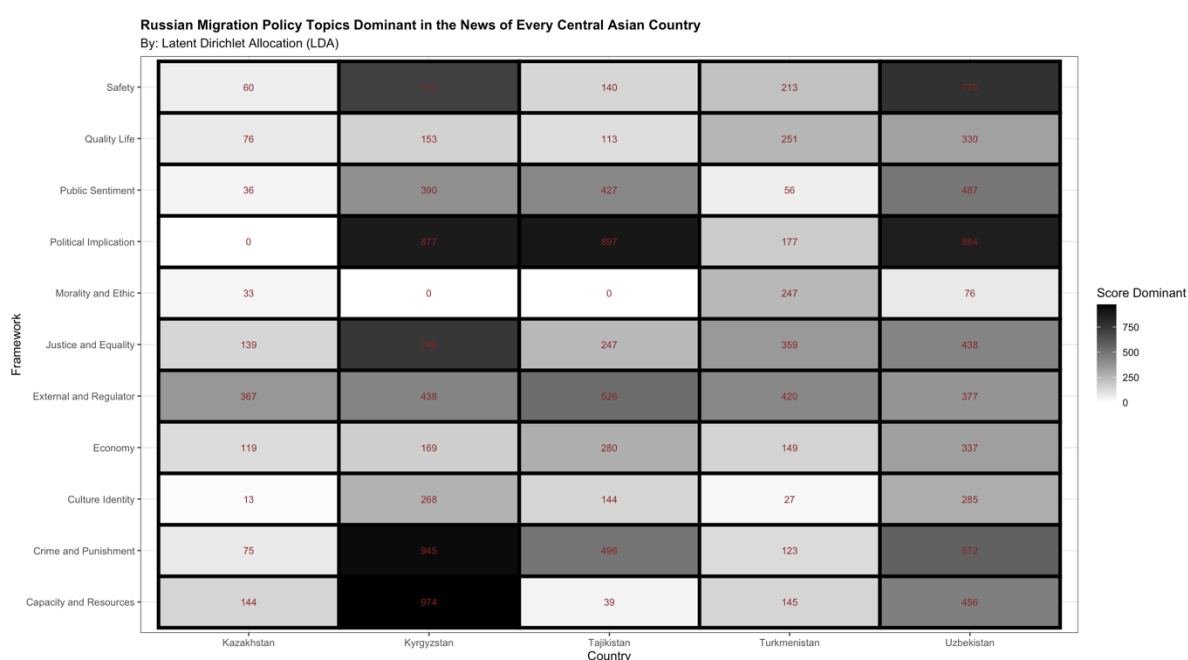 Russian Migration Policy Topics Dominant in the News of Every Central Asian Country
By: Latent Dirichlet Allocation (LDA)
Safety 60 140 213 778
Quality Life 76 153 113 251 330
Public Sentiment 36 390 427 56 487
Political Implication 0 877 897 177 864
Morality and Ethic 33 0 0 247 76
Justice and Equality 139 247 359 438
External and Regulator 367 438 526 420 377
Economy 119 169 280 149 337
Culture Identity 13 268 144 27 285
Crime and Punishment 75 945 496 123 572
Capacity and Resources 144 974 39 145 456
Framework
Kazakhstan Kyrgyzstan Tajikistan Turkmenistan Uzbekistan
Country
Score Dominant
750
500
250
0